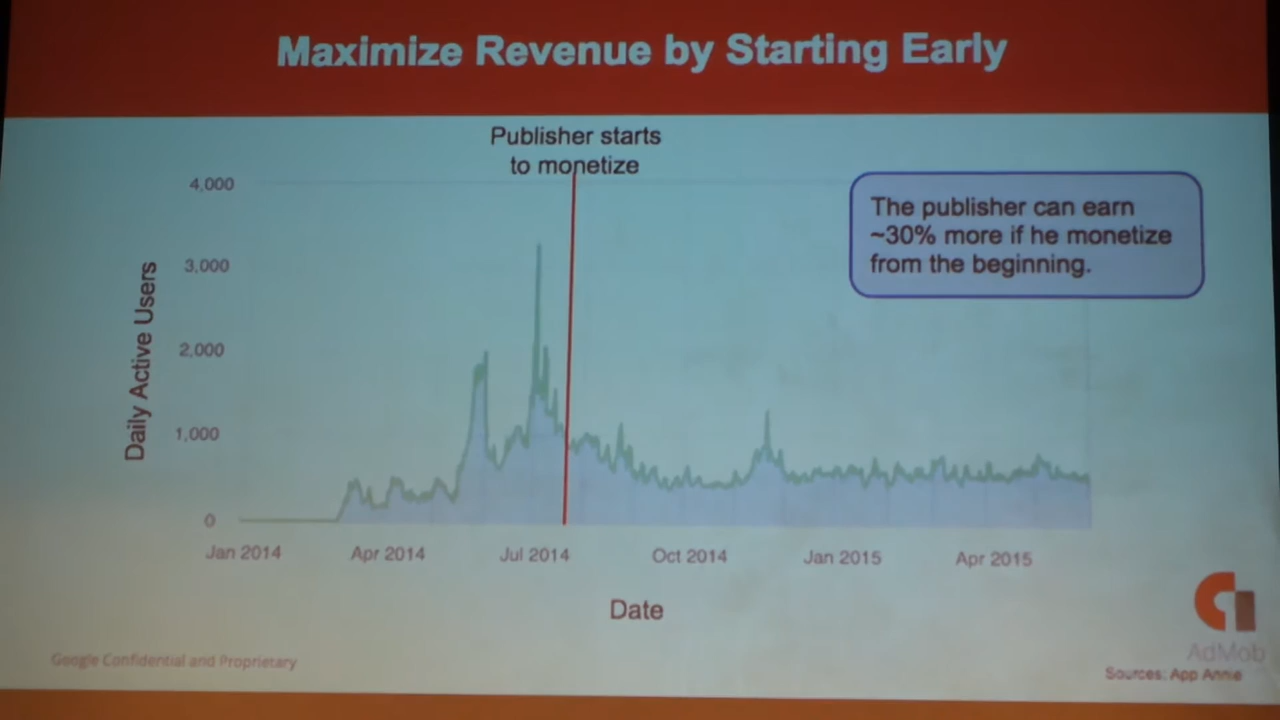 Maximize Revenue by Starting Early
Publisher starts
to monetize
4,000
3,000
2,000
1,000
0
Daily Active Users
The publisher can earn
~30% more if he monetize
from the beginning.
Jan 2014
Apr 2014
Jul 2014
Oct 2014
Jan 2015
Apr 2015
Date
Google Confidential and Proprietary
AdMob
Sources: App Annie